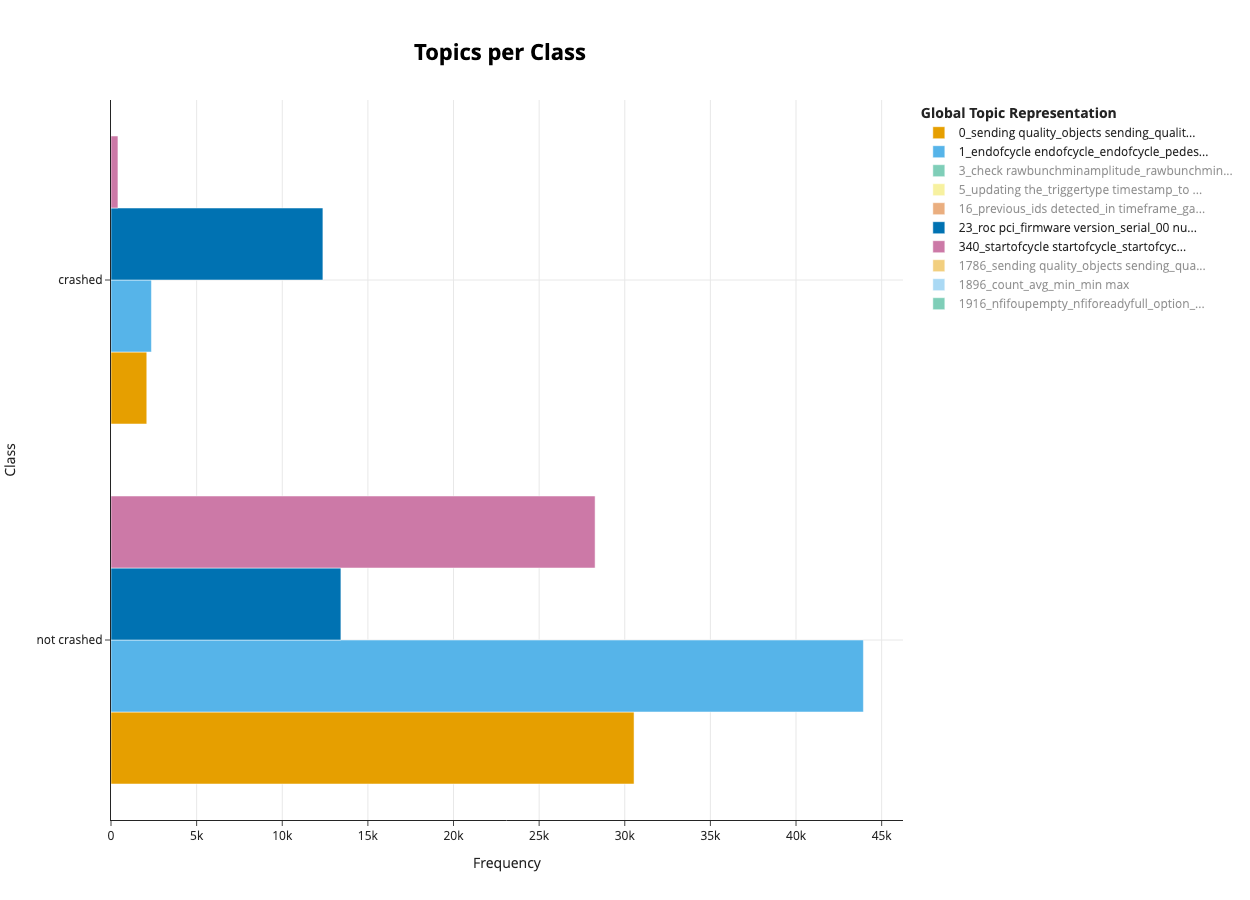 Topics per Class
Global Topic Representation
0_sending quality_objects sending_qualit...
1_endofcycle endofcycle_endofcycle_pedes...
3_check rawbunchminamplitude_rawbunchmin...
5_updating the_triggertype timestamp_to ...
16_previous_ids detected_in timeframe_ga...
23_roc pci_firmware version_serial_00 nu...
340_startofcycle startofcycle_startofcyc...
1786_sending quality_objects sending_qua...
1896_count_avg_min_min max
1916_nfifoupempty_nfiforeadyfull_option_...
crashed
Class
not crashed
0 5k 10k 15k 20k 25k 30k 35k 40k 45k
Frequency